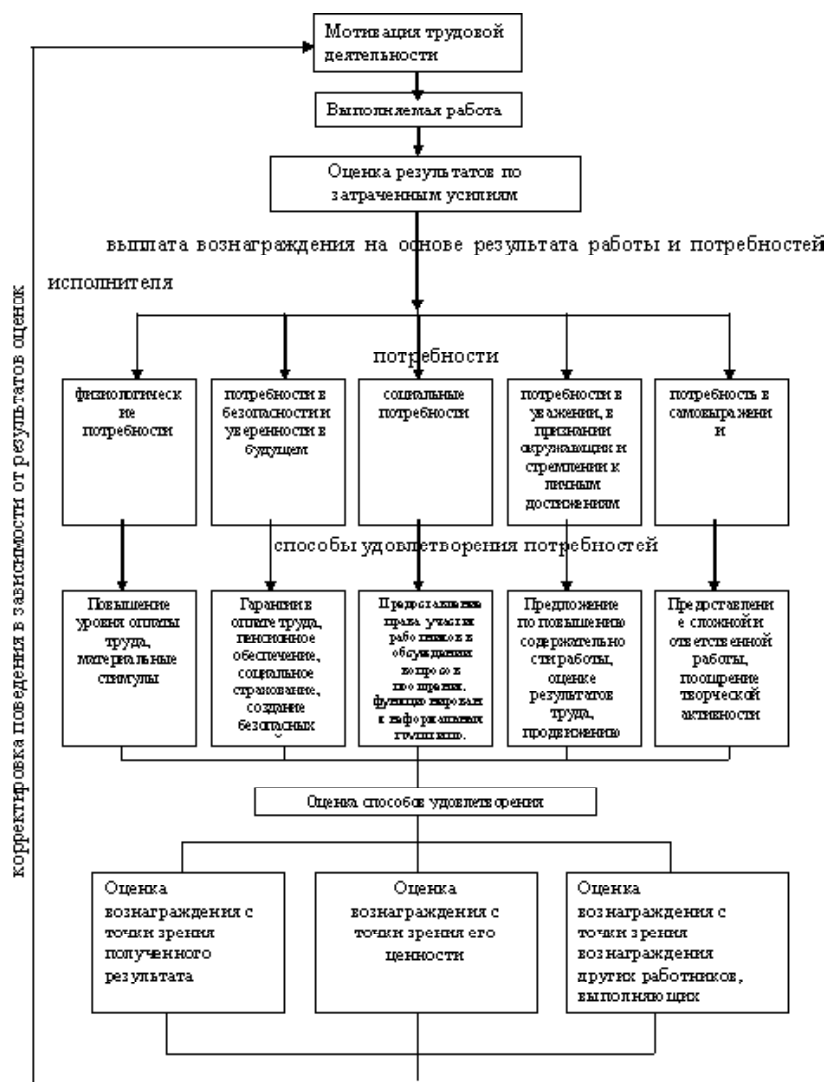 Мотивация трудовой
деятельности
Выполняемая работа
Оценка результатов по
затраченным усилиям
выплата вознаграждения на основе результата работы и потребностей
исполнителя
потребности
физиологическ
ие
потребности
потребности в
безопасности и
уверенности в
будущем
социальные
потребности
потребности в
уважении, в
признании
окружающих и
стремлении к
личным
достижениям
потребность в
самовыражени
и
способы удовлетворения потребностей
Повышение
уровня оплаты
труда,
материальные
стимулы
Гарантии в
оплате труда,
пенсионное
обеспечение,
социальное
страхование,
создание
безопасных
Предоставление
права участия
работников в
обсуждении
вопросов
поощрения,
функционирован
Предложение
по повышению
содержательно
сти работы,
оценке
результатов
труда,
продвижению
Предоставлени
е сложной и
ответственной
работы,
поощрение
творческой
активности
Оценка способов удовлетворения
Оценка
вознаграждения с
точки зрения
полученного
результата
Оценка
вознаграждения с
точки зрения его
ценности
Оценка
вознаграждения с
точки зрения
вознаграждения
других работников,
выполняющих
корректировка поведения в зависимости от результатов оценок